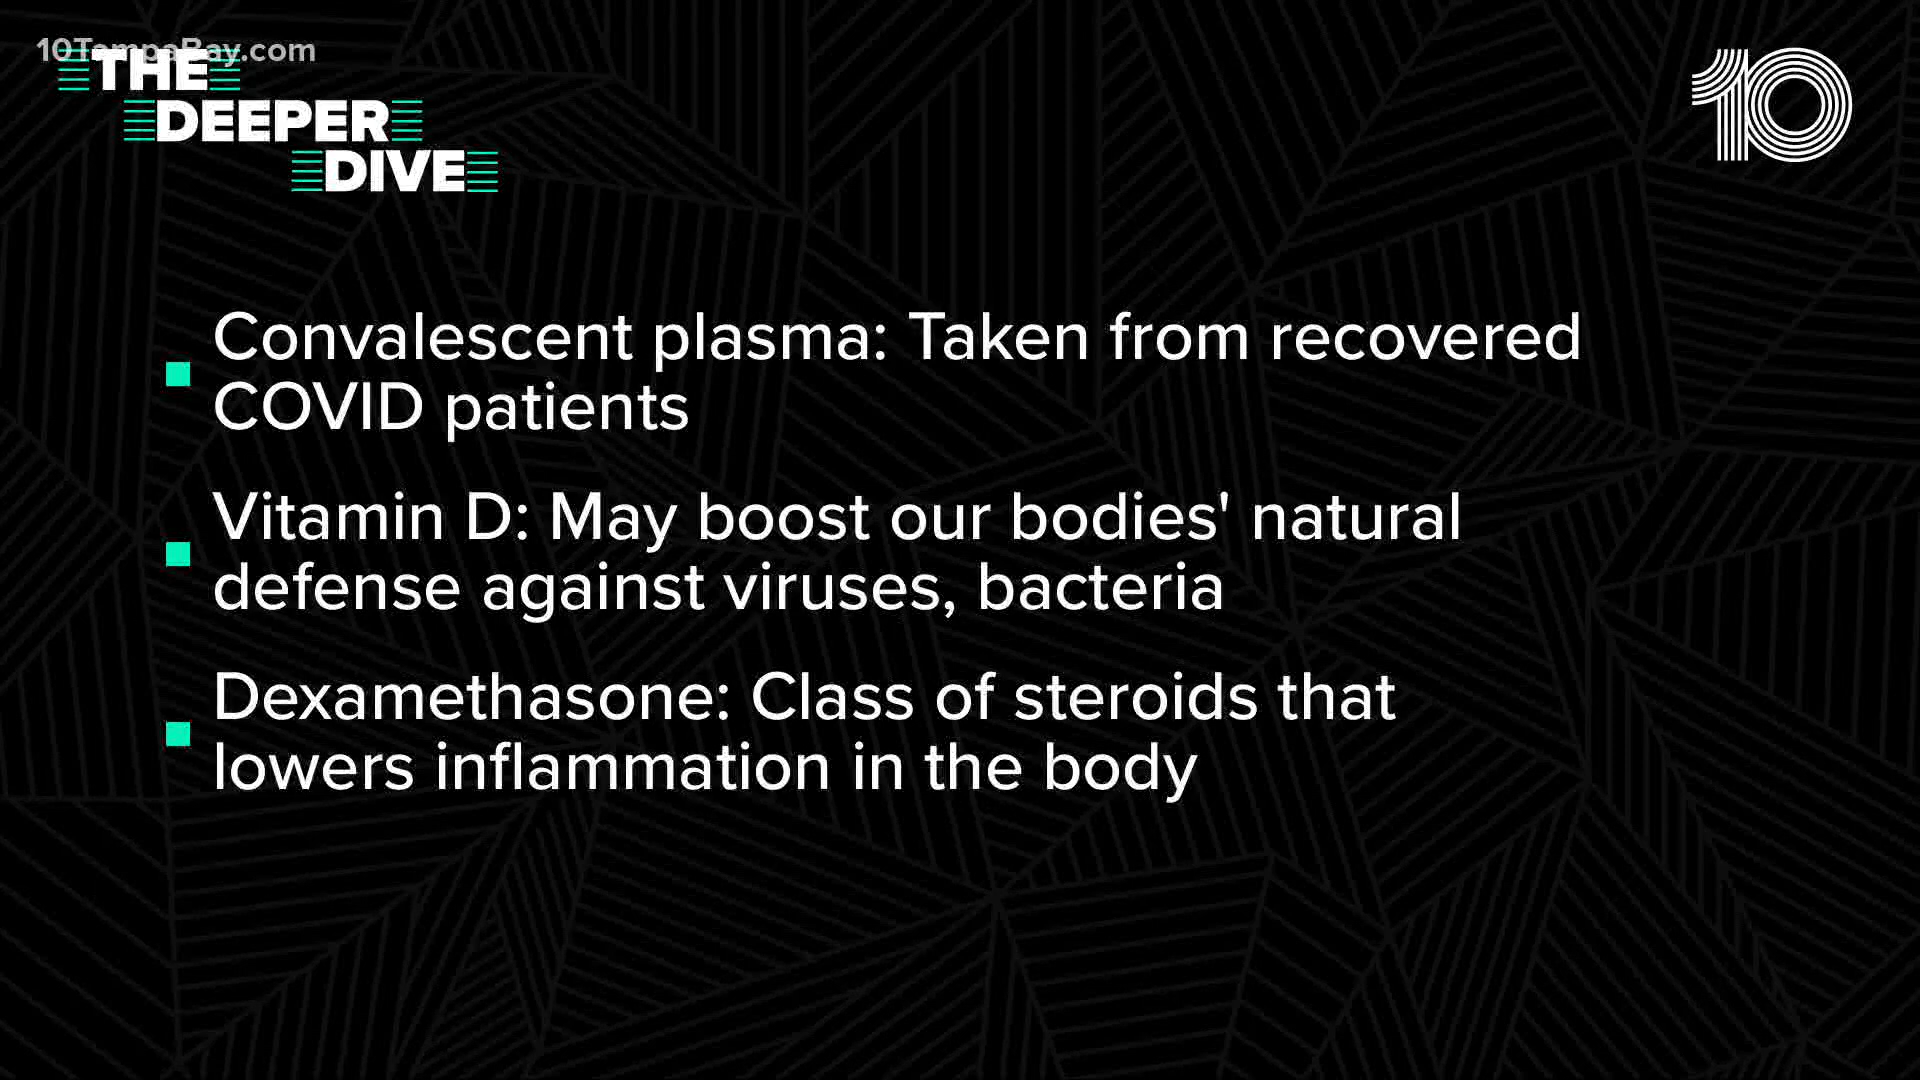 10TampaBay.com
THE
DEEPER
DIVE
10
Convalescent plasma: Taken from recovered
COVID patients
Vitamin D: May boost our bodies' natural
defense against viruses, bacteria
Dexamethasone: Class of steroids that
lowers inflammation in the body